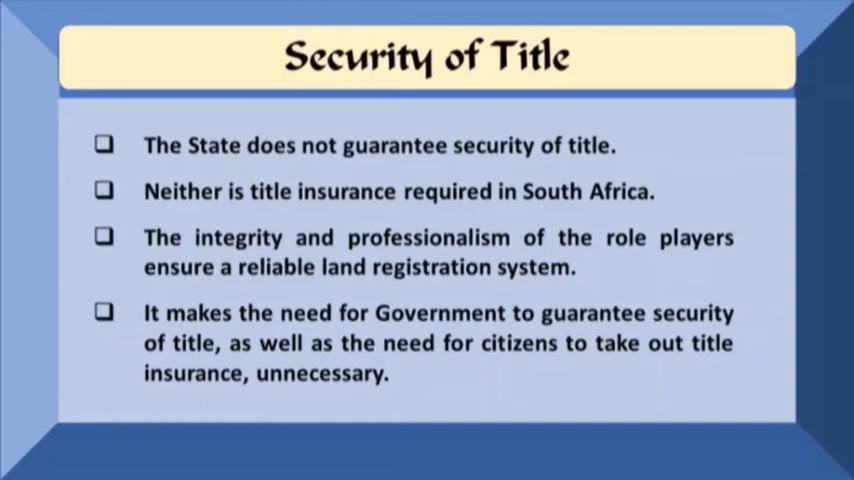 Security of Title
The State does not guarantee security of title.
Neither is title insurance required in South Africa.
The integrity and professionalism of the role players
ensure a reliable land registration system.
It makes the need for Government to guarantee security
of title, as well as the need for citizens to take out title
insurance, unnecessary.